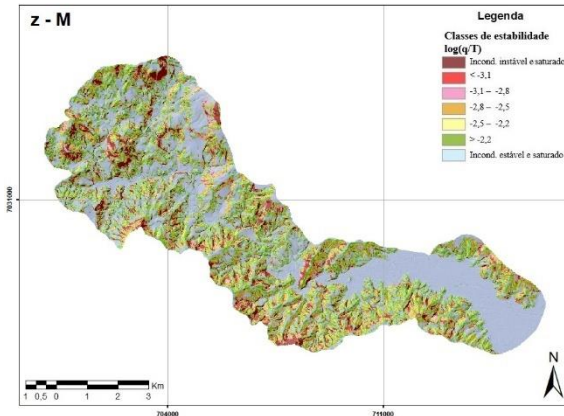 z - M
Legenda
Classes de estabilidade
log(q/T)
Incond. instável e saturado
< -3,1
-3,1 – -2,8
-2,8 – -2,5
-2,5 – -2,2
> -2,2
Incond. estável e saturado
7031000
N
Km
1 0,5 0 1 2 3
704000
711000